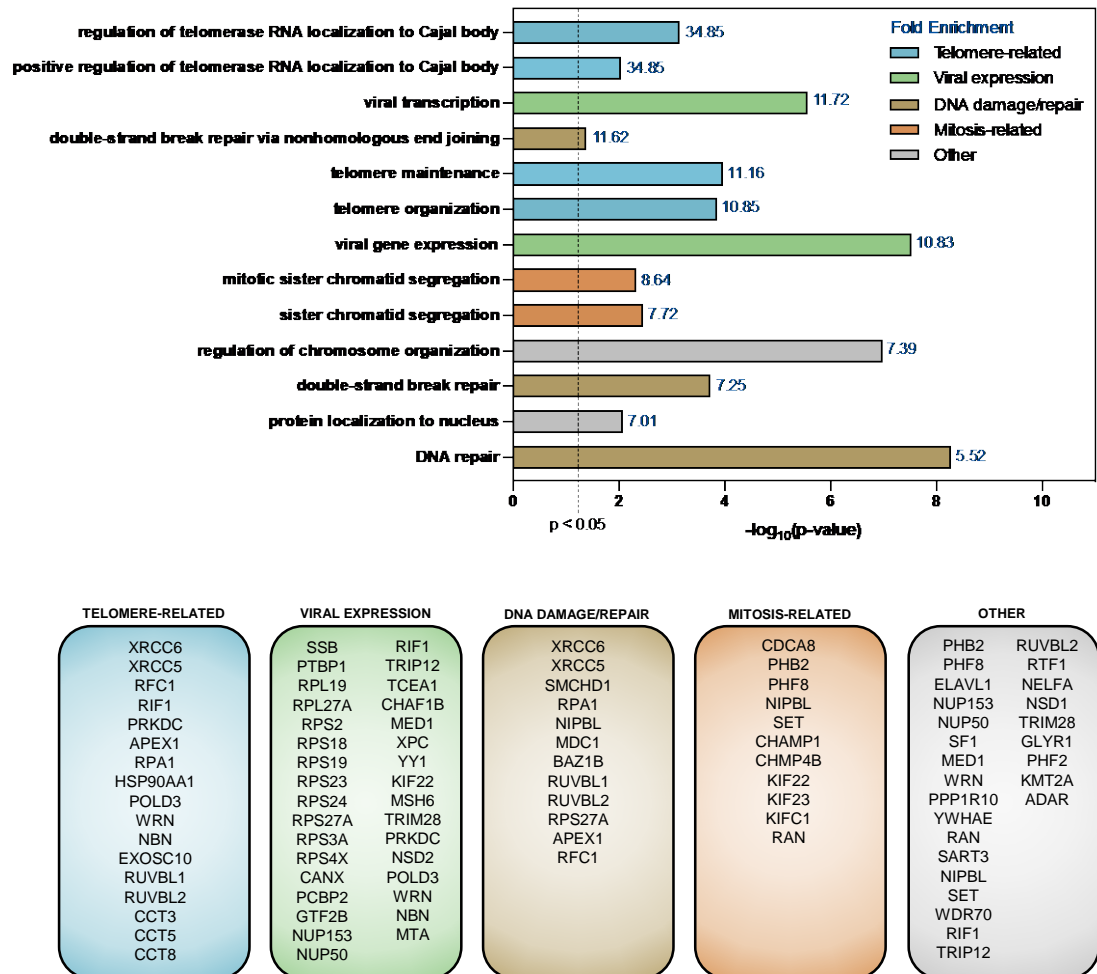 regulation of telomerase RNA localization to Cajal body
34.85
positive regulation of telomerase RNA localization to Cajal body
34.85
viral transcription
11.72
double-strand break repair via nonhomologous end joining
11.62
telomere maintenance
11.16
telomere organization
10.85
viral gene expression
10.83
mitotic sister chromatid segregation
8.64
sister chromatid segregation
7.72
regulation of chromosome organization
7.39
double-strand break repair
7.25
protein localization to nucleus
7.01
DNA repair
5.52
Fold Enrichment
Telomere-related
Viral expression
DNA damage/repair
Mitosis-related
Other
0 2 4 6 8 10
p < 0.05
-log10(p-value)
TELOMERE-RELATED
XRCC6
XRCC5
RFC1
RIF1
PRKDC
APEX1
RPA1
HSP90AA1
POLD3
WRN
NBN
EXOSC10
RUVBL1
RUVBL2
CCT3
CCT5
CCT8
VIRAL EXPRESSION
SSB
PTBP1
RPL19
RPL27A
RPS2
RPS18
RPS19
RPS23
RPS24
RPS27A
RPS3A
RPS4X
CANX
PCBP2
GTF2B
NUP153
NUP50
RIF1
TRIP12
TCEA1
CHAF1B
MED1
XPC
YY1
KIF22
MSH6
TRIM28
PRKDC
NSD2
POLD3
WRN
NBN
MTA
DNA DAMAGE/REPAIR
XRCC6
XRCC5
SMCHD1
RPA1
NIPBL
MDC1
BAZ1B
RUVBL1
RUVBL2
RPS27A
APEX1
RFC1
MITOSIS-RELATED
CDCA8
PHB2
PHF8
NIPBL
SET
CHAMP1
CHMP4B
KIF22
KIF23
KIFC1
RAN
OTHER
PHB2
PHF8
ELAVL1
NUP153
NUP50
SF1
MED1
WRN
PPP1R10
YWHAE
RAN
SART3
NIPBL
SET
WDR70
RIF1
TRIP12
RUVBL2
RTF1
NELFA
NSD1
TRIM28
GLYR1
PHF2
KMT2A
ADAR